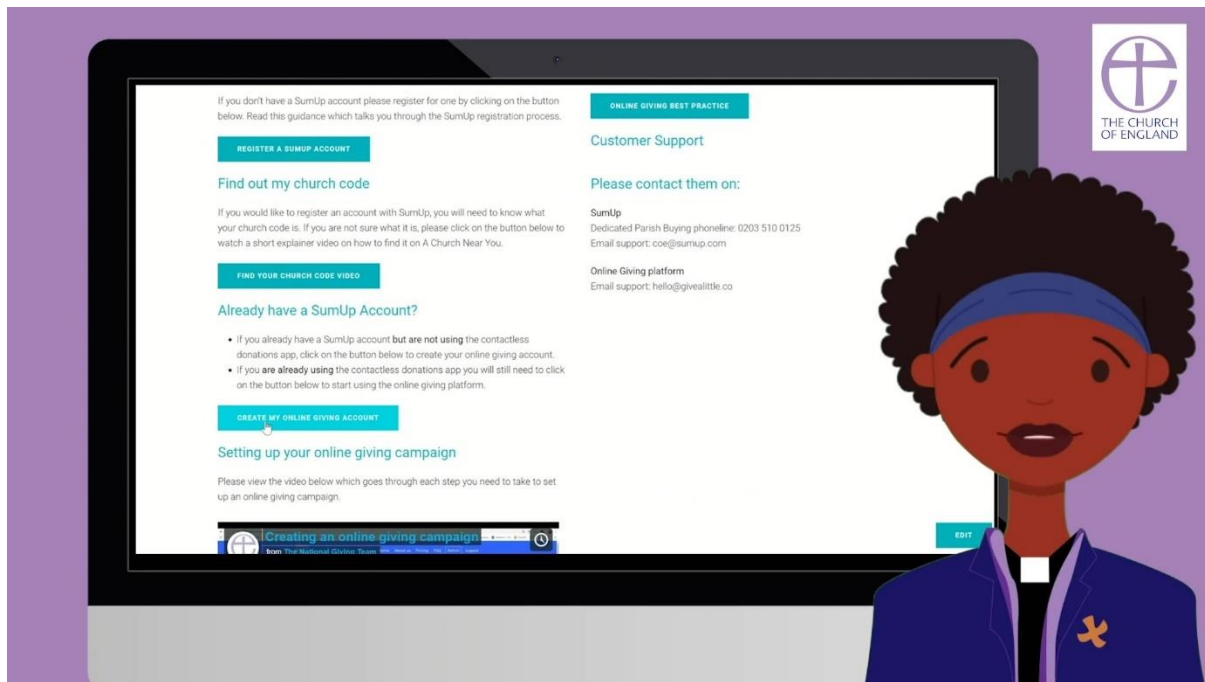 If you don't have a SumUp account please register for one by clicking on the button
below. Read this guidance which talks you through the SumUp registration process.
REGISTER A SUMUP ACCOUNT
Find out my church code
If you would like to register an account with SumUp, you will need to know what
your church code is. If you are not sure what it is, please click on the button below to
watch a short explainer video on how to find it on A Church Near You.
FIND YOUR CHURCH CODE VIDEO
Already have a SumUp Account?
• If you already have a SumUp account but are not using the contactless
donations app, click on the button below to create your online giving account.
• If you are already using the contactless donations app you will still need to click
on the button below to start using the online giving platform.
CREATE MY ONLINE GIVING ACCOUNT
Setting up your online giving campaign
Please view the video below which goes through each step you need to take to set
up an online giving campaign.
Creating an online giving campaign
from The National Giving Team
ONLINE GIVING BEST PRACTICE
Customer Support
Please contact them on:
SumUp
Dedicated Parish Buying phoneline: 0203 510 0125
Email support: coe@sumup.com
Online Giving platform
Email support: hello@givealittle.co
EDIT
THE CHURCH
OF ENGLAND